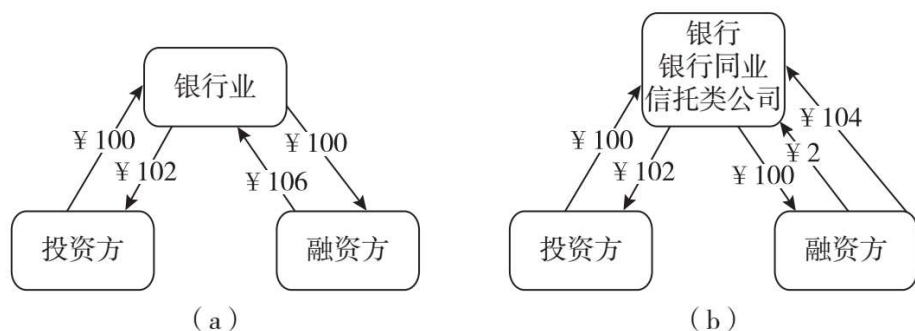 银行业
￥100
￥102
￥106
￥100
投资方
融资方
（a）
银行
银行同业
信托类公司
￥100
￥102
￥100
￥2
￥104
投资方
融资方
（b）